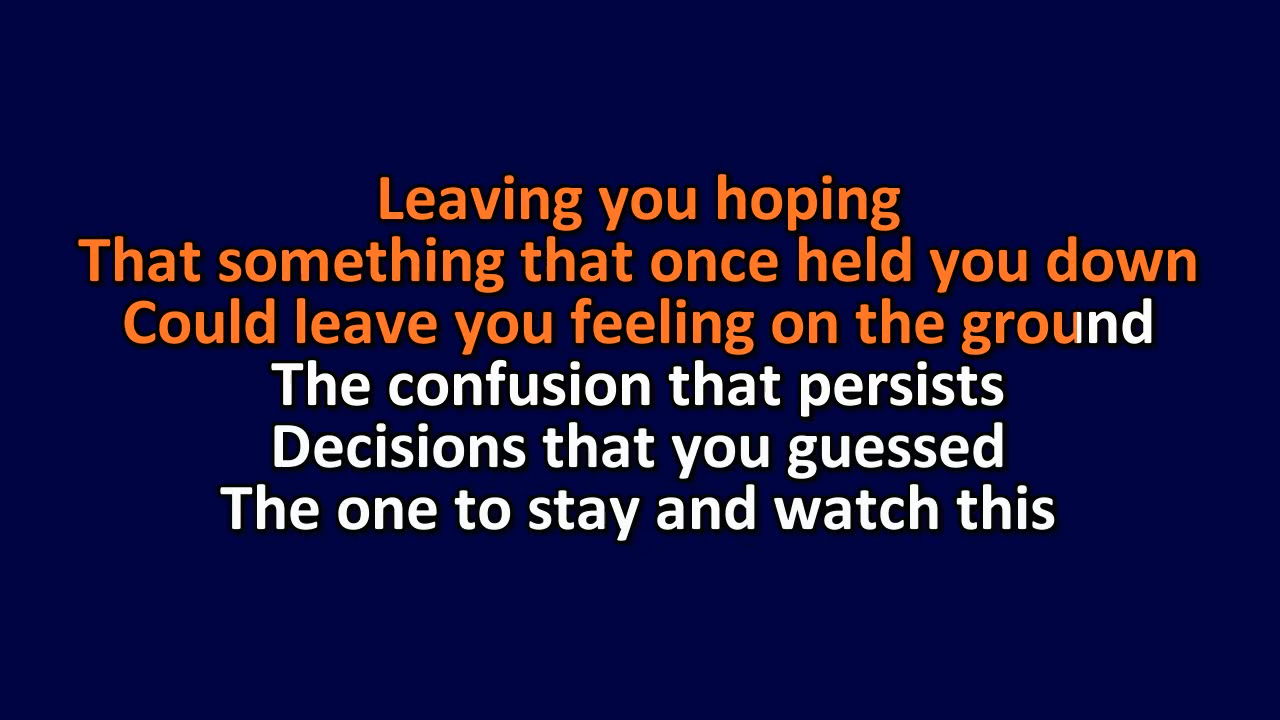 Leaving you hoping
That something that once held you down
Could leave you feeling on the ground
The confusion that persists
Decisions that you guessed
The one to stay and watch this